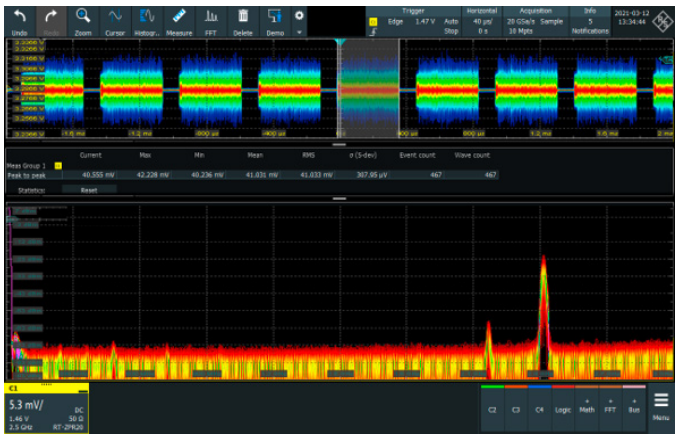 Trigger Horizontal Acquisition Info 2021-03-12
Edge 1.47 V Auto 40 µs/ 20 GSa/s Sample 5 13:34:44
Stop 0 s 10 Mpts Notifications
Undo Redo Zoom Cursor Histogr.. Measure FFT Delete Demo
-1.6 ms -1.2 ms -800 µs -400 µs 0 s 400 µs 800 µs 1.2 ms 1.6 ms 2 ms
Current Max Min Mean RMS σ (S-dev) Event count Wave count
Meas Group 1
Peak to peak 40.555 mV 42.228 mV 40.236 mV 41.031 mV 41.033 mV 307.95 µV 467 467
Statistics Reset
C1
5.3 mV/ DC
1.46 V 50 Ω
2.5 GHz RT-ZPR20
C2 C3 C4 Logic + Math + FFT + Bus Menu